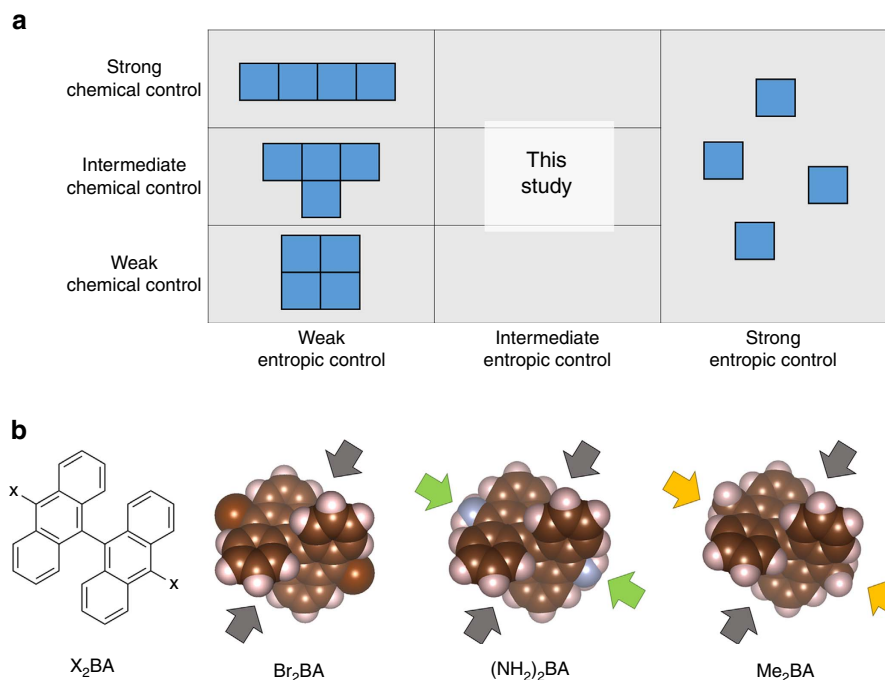 a
Strong
chemical control
Intermediate
chemical control
This
study
Weak
chemical control
Weak
entropic control
Intermediate
entropic control
Strong
entropic control
b
X
X
X₂BA
Br₂BA
(NH₂)₂BA
Me₂BA